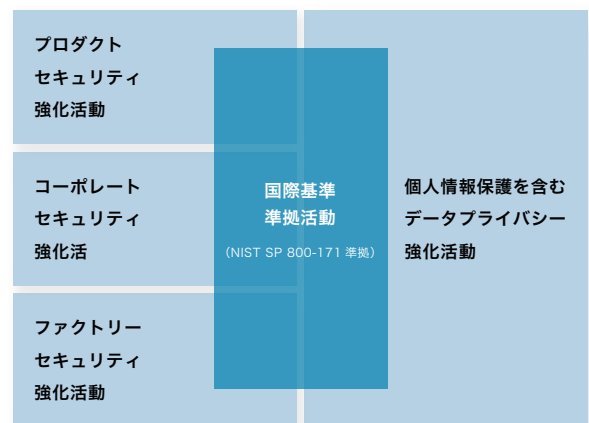 プロダクト
セキュリティ
強化活動
コーポレート
セキュリティ
強化活
ファクトリー
セキュリティ
強化活動
国際基準
準拠活動
（NIST SP 800-171 準拠）
個人情報保護を含む
データプライバシー
強化活動